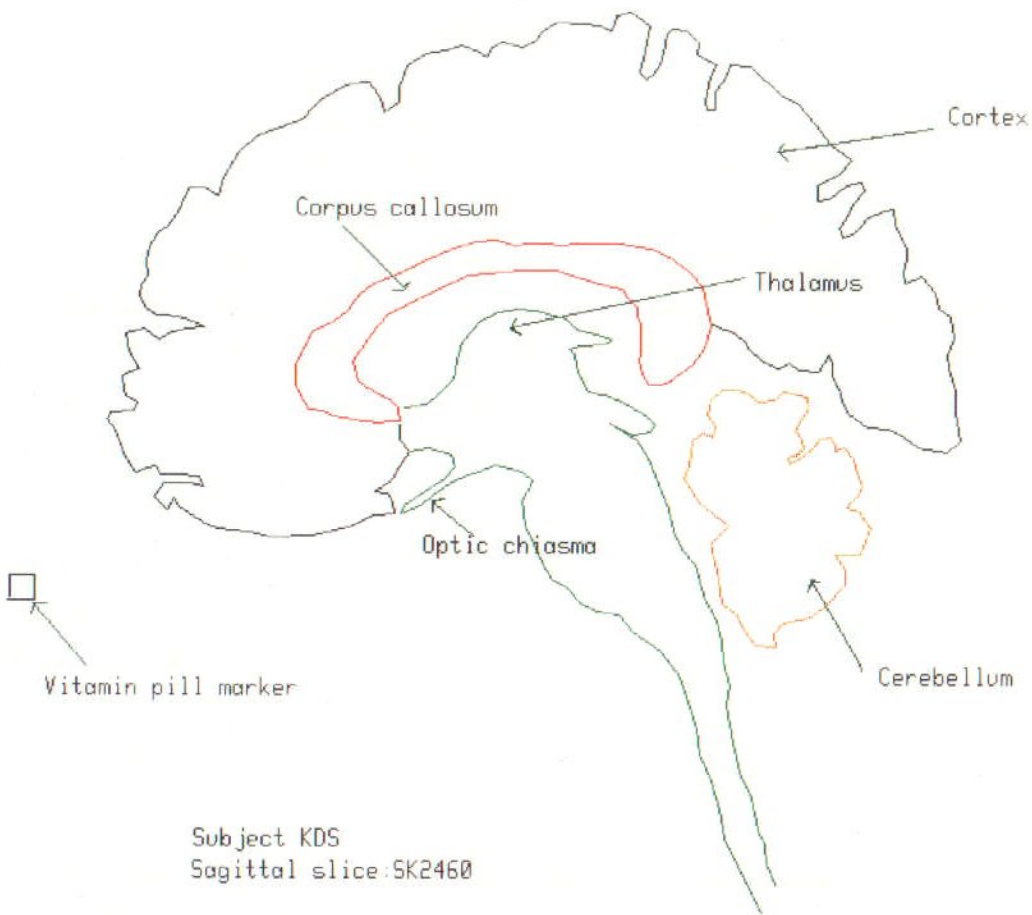 Cortex
Corpus callosum
Thalamus
Optic chiasma
Vitamin pill marker
Cerebellum
Subject KDS
Sagittal slice:SK2460